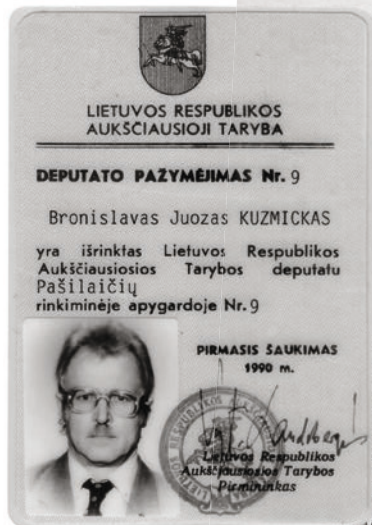 LIETUVOS RESPUBLIKOS
AUKŠČIAUSIOJI TARYBA
DEPUTATO PAŽYMĖJIMAS Nr. 9
Bronislavas Juozas KUZMICKAS
yra išrinktas Lietuvos Respublikos
Aukščiausiosios Tarybos deputatu
Pašilaičių
rinkiminėje apygardoje Nr. 9
PIRMASIS ŠAUKIMAS
1990 m.
Lietuvos Respublikos
Aukščiausiosios Tarybos
Pirmininkas